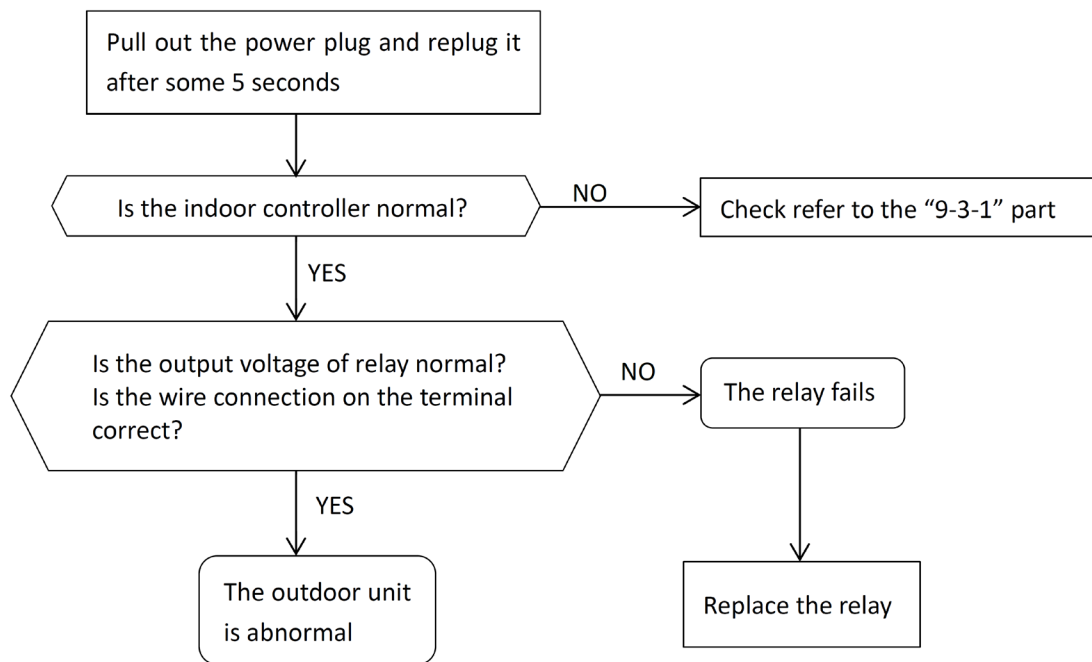 Pull out the power plug and replug it
after some 5 seconds
Is the indoor controller normal?
NO
Check refer to the “9-3-1” part
YES
Is the output voltage of relay normal?
Is the wire connection on the terminal
correct?
NO
The relay fails
YES
The outdoor unit
is abnormal
Replace the relay